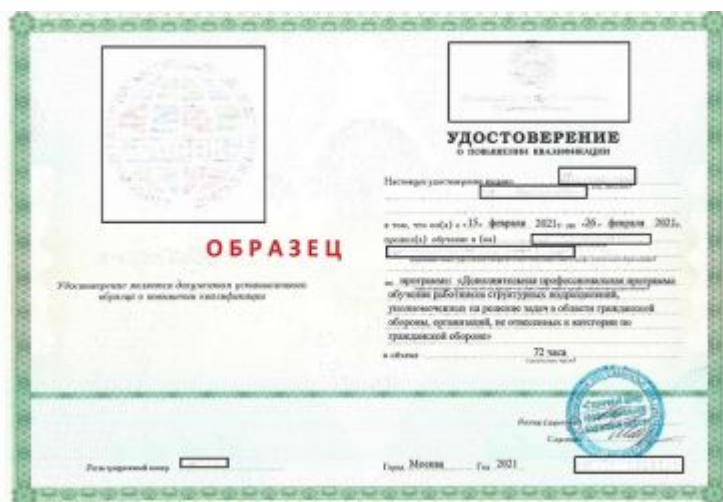 УДОСТОВЕРЕНИЕ
О ПОВЫШЕНИИ КВАЛИФИКАЦИИ
Настоящее удостоверение выдано
в том, что он(а) с «15» февраля 2021г. по «26» февраля 2021г.
прошел(а) обучение в (на)
ОБРАЗЕЦ
Удостоверение является документом установленного
образца о повышении квалификации
по программе: «Дополнительная профессиональная программа
обучения работников структурных подразделений,
уполномоченных на решение задач в области гражданской
обороны, организаций, не отнесенных к категории по
гражданской обороне»
в объеме 72 часа
Регистрационный номер
Город Москва Год 2021